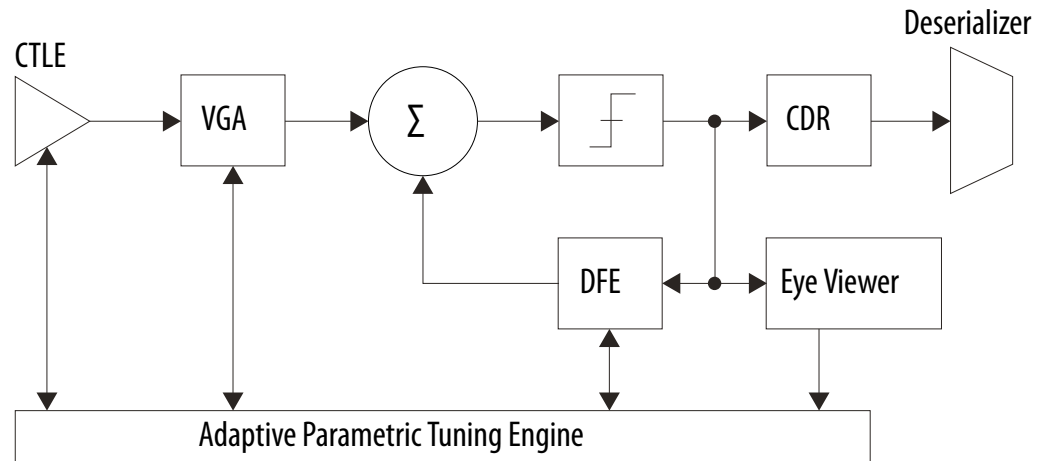 Deserializer
CTLE
VGA
Σ
CDR
DFE
Eye Viewer
Adaptive Parametric Tuning Engine